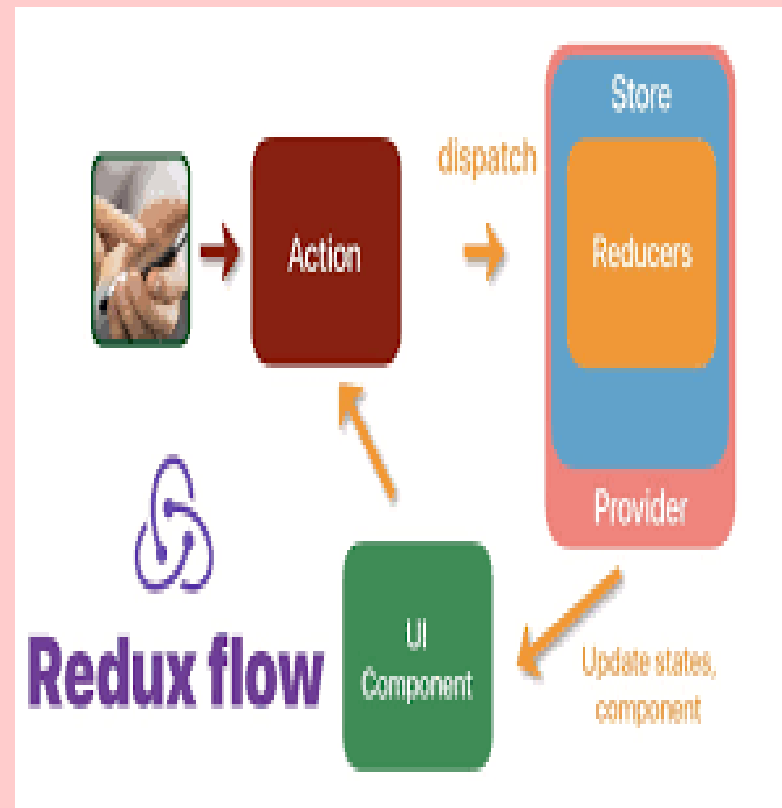 Store
dispatch
Action
Reducers
Provider
UI
Component
Update states,
component
Redux flow